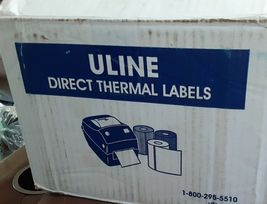 ULINE
DIRECT THERMAL LABELS
1-800-295-5510